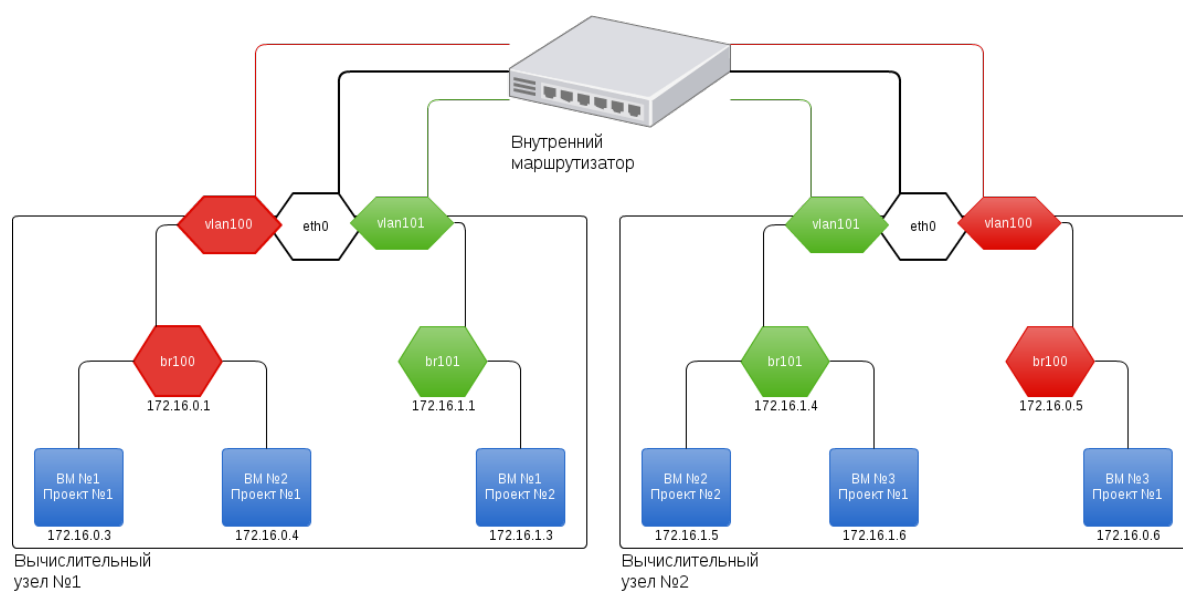 Внутренний
маршрутизатор
vlan100
eth0
vlan101
vlan101
eth0
vlan100
br100
172.16.0.1
br101
172.16.1.1
br101
172.16.1.4
br100
172.16.0.5
ВМ №1
Проект №1
172.16.0.3
ВМ №2
Проект №1
172.16.0.4
ВМ №1
Проект №2
172.16.1.3
ВМ №2
Проект №2
172.16.1.5
ВМ №3
Проект №1
172.16.1.6
ВМ №3
Проект №1
172.16.0.6
Вычислительный
узел №1
Вычислительный
узел №2